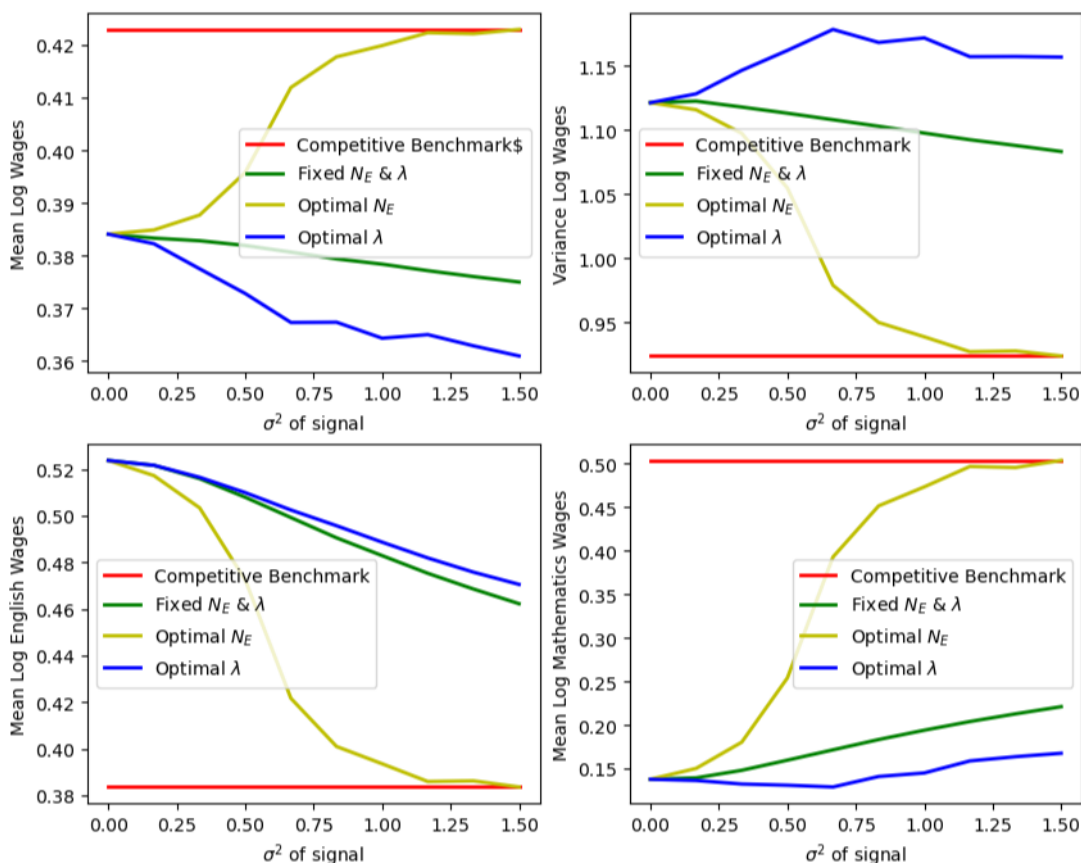 Mean Log Wages
0.42
0.41
0.40
0.39
0.38
0.37
0.36
Competitive Benchmark$
Fixed N_E & λ
Optimal N_E
Optimal λ
0.00 0.25 0.50 0.75 1.00 1.25 1.50
σ² of signal
Variance Log Wages
1.15
1.10
1.05
1.00
0.95
Competitive Benchmark
Fixed N_E & λ
Optimal N_E
Optimal λ
0.00 0.25 0.50 0.75 1.00 1.25 1.50
σ² of signal
Mean Log English Wages
0.52
0.50
0.48
0.46
0.44
0.42
0.40
0.38
Competitive Benchmark
Fixed N_E & λ
Optimal N_E
Optimal λ
0.00 0.25 0.50 0.75 1.00 1.25 1.50
σ² of signal
Mean Log Mathematics Wages
0.50
0.45
0.40
0.35
0.30
0.25
0.20
0.15
Competitive Benchmark
Fixed N_E & λ
Optimal N_E
Optimal λ
0.00 0.25 0.50 0.75 1.00 1.25 1.50
σ² of signal